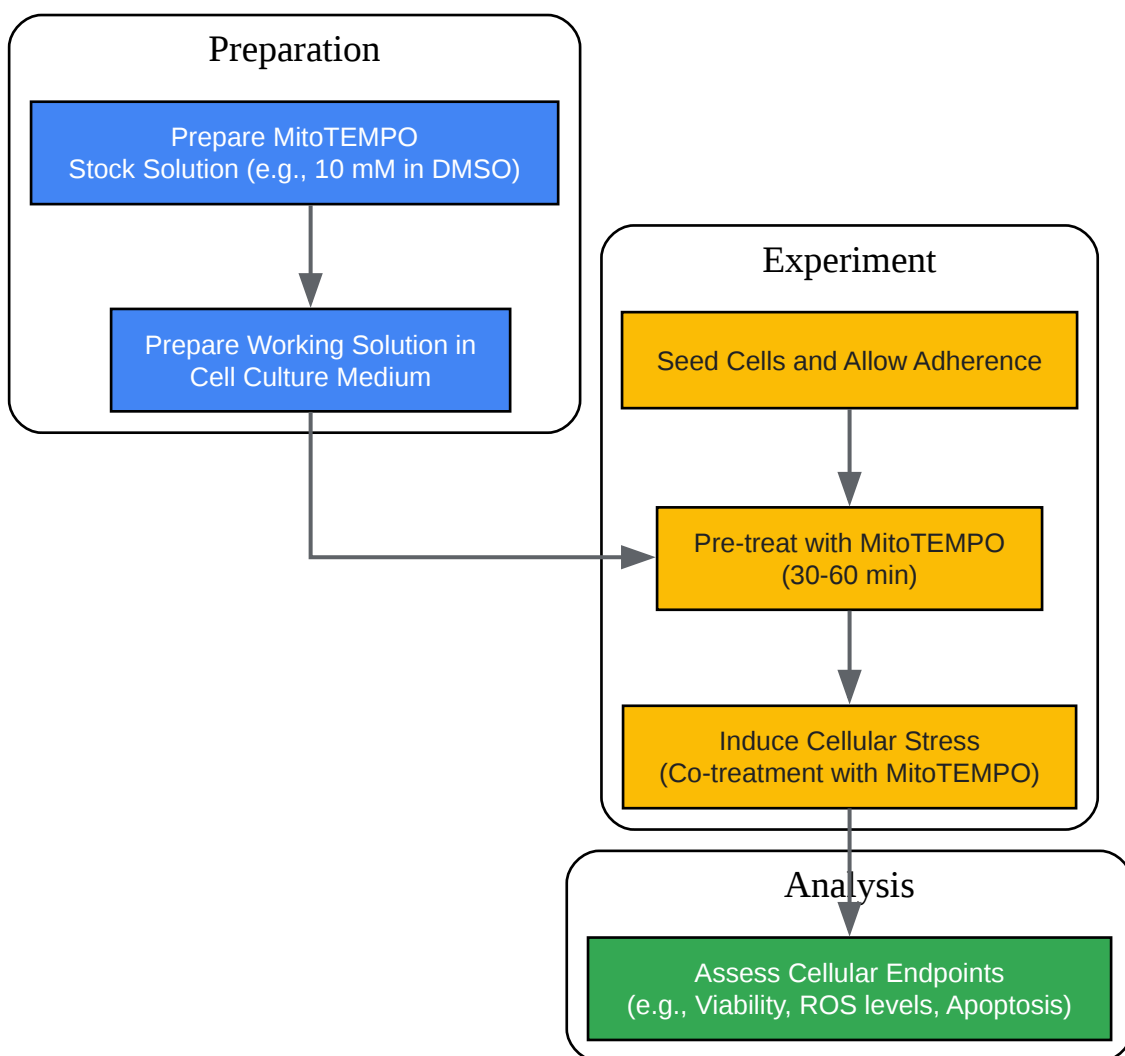 Preparation
Prepare MitoTEMPO
Stock Solution (e.g., 10 mM in DMSO)
Prepare Working Solution in
Cell Culture Medium
Experiment
Seed Cells and Allow Adherence
Pre-treat with MitoTEMPO
(30-60 min)
Induce Cellular Stress
(Co-treatment with MitoTEMPO)
Analysis
Assess Cellular Endpoints
(e.g., Viability, ROS levels, Apoptosis)